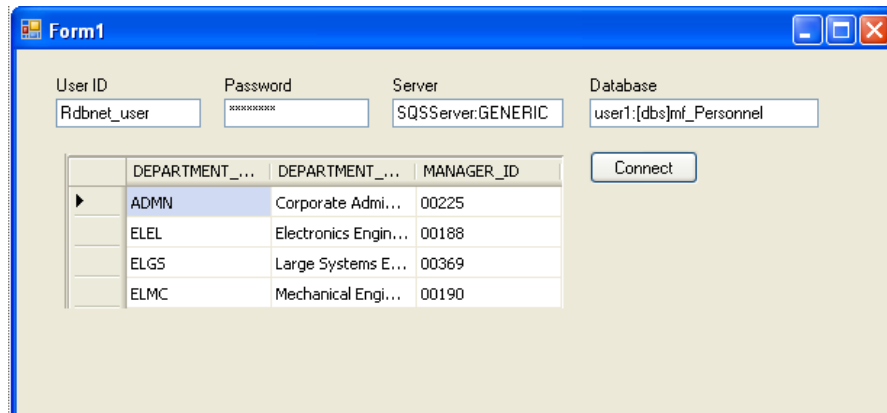 Form1
User ID Password Server Database
Rdbnet_user ******** SQSServer:GENERIC user1:[dbs]mf_Personnel
DEPARTMENT_... DEPARTMENT_... MANAGER_ID Connect
ADMN Corporate Admi... 00225
ELEL Electronics Engin... 00188
ELGS Large Systems E... 00369
ELMC Mechanical Engi... 00190